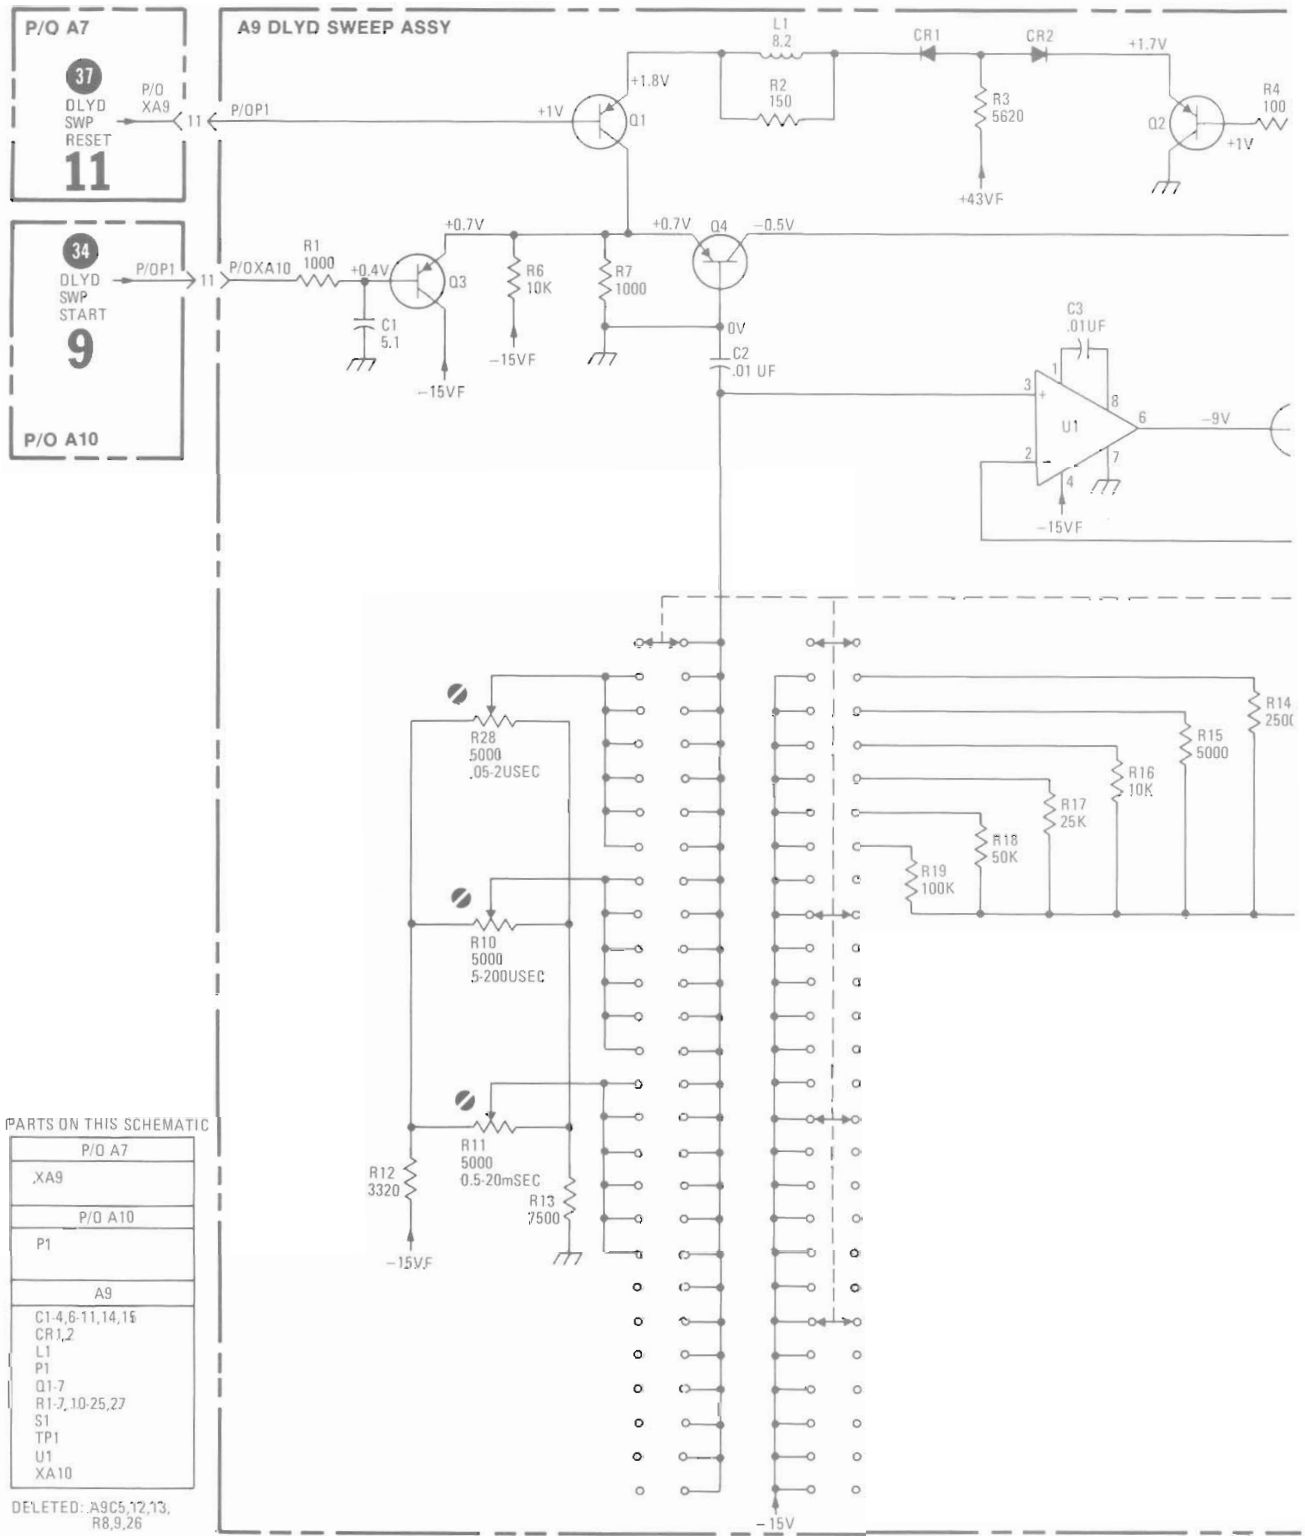 P/O A7
37
DLYD
SWP
RESET
11
P/O
XA9
11
P/OP1
A9 DLYD SWEEP ASSY
+1V
+1.8V
Q1
L1
8.2
R2
150
CR1
CR2
R3
5620
+43VF
+1.7V
Q2
+1V
R4
100
34
DLYD
SWP
START
9
P/O A10
P/OP1
11
P/OXA10
R1
1000
+0.4V
C1
5.1
+0.7V
Q3
-15VF
R6
10K
-15VF
R7
1000
+0.7V
Q4
-0.5V
0V
C2
.01 UF
C3
.01UF
1
8
3
+
U1
6
-9V
2
-
4
7
-15VF
R28
5000
.05-2USEC
R10
5000
5-200USEC
R11
5000
0.5-20mSEC
R12
3320
-15VF
R13
7500
R14
R15
5000
R16
10K
R17
25K
R18
50K
R19
100K
-15V
PARTS ON THIS SCHEMATIC
P/O A7
XA9
P/O A10
P1
A9
C1-4,6-11,14,15
CR1,2
L1
P1
Q1-7
R1-7,10-25,27
S1
TP1
U1
XA10
DELETED: A9C5,12,13,
R8,9,26